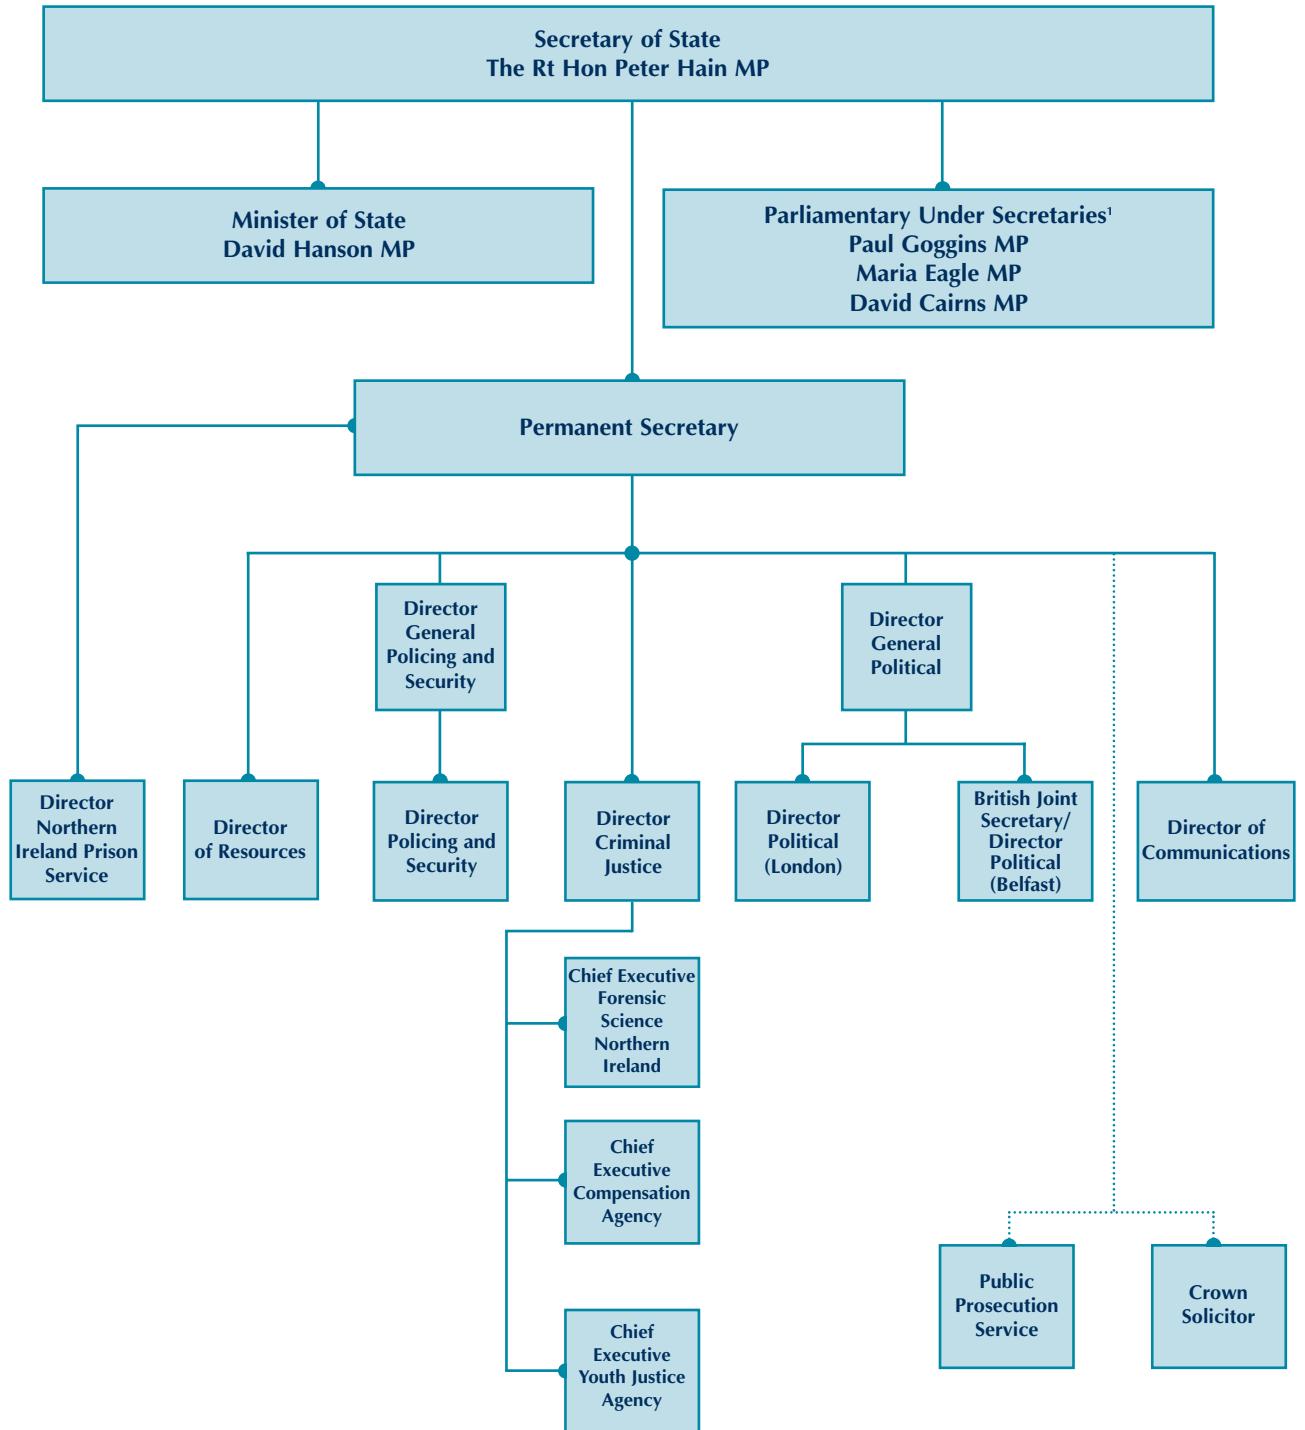 Secretary of State
The Rt Hon Peter Hain MP
Minister of State
David Hanson MP
Parliamentary Under Secretaries¹
Paul Goggins MP
Maria Eagle MP
David Cairns MP
Permanent Secretary
Director
General
Policing and
Security
Director
General
Political
Director
Northern
Ireland Prison
Service
Director
of Resources
Director
Policing and
Security
Director
Criminal
Justice
Director
Political
(London)
British Joint
Secretary/
Director
Political
(Belfast)
Director of
Communications
Chief Executive
Forensic
Science
Northern
Ireland
Chief
Executive
Compensation
Agency
Public
Prosecution
Service
Crown
Solicitor
Chief
Executive
Youth Justice
Agency